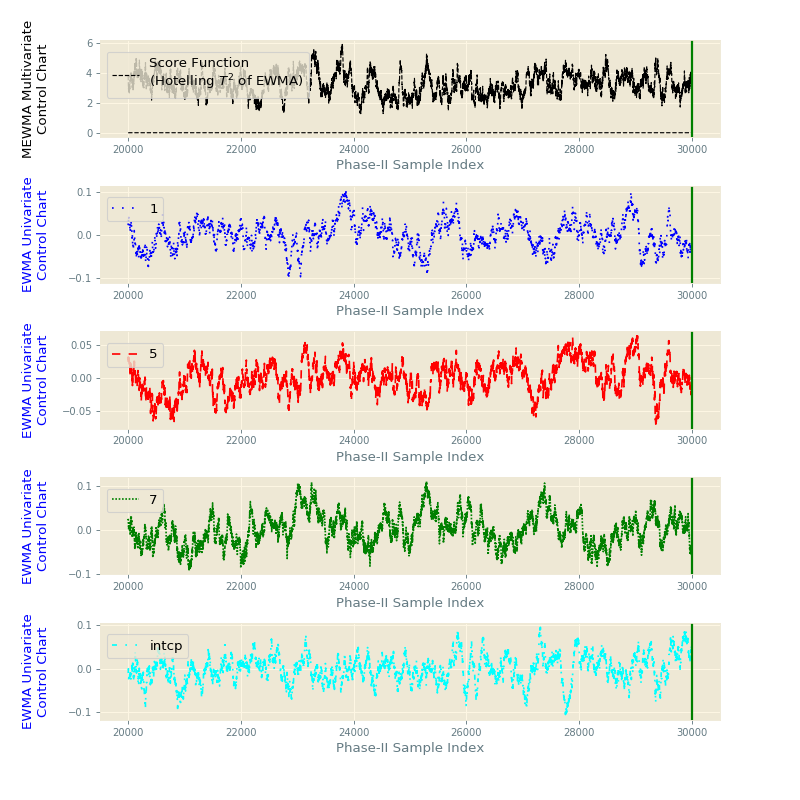 MEWMA Multivariate
Control Chart
6
4
2
0
Score Function
(Hotelling T² of EWMA)
20000 22000 24000 26000 28000 30000
Phase-II Sample Index
EWMA Univariate
Control Chart
0.1
0.0
−0.1
1
20000 22000 24000 26000 28000 30000
Phase-II Sample Index
EWMA Univariate
Control Chart
0.05
0.00
−0.05
5
20000 22000 24000 26000 28000 30000
Phase-II Sample Index
EWMA Univariate
Control Chart
0.1
0.0
−0.1
7
20000 22000 24000 26000 28000 30000
Phase-II Sample Index
EWMA Univariate
Control Chart
0.1
0.0
−0.1
intcp
20000 22000 24000 26000 28000 30000
Phase-II Sample Index